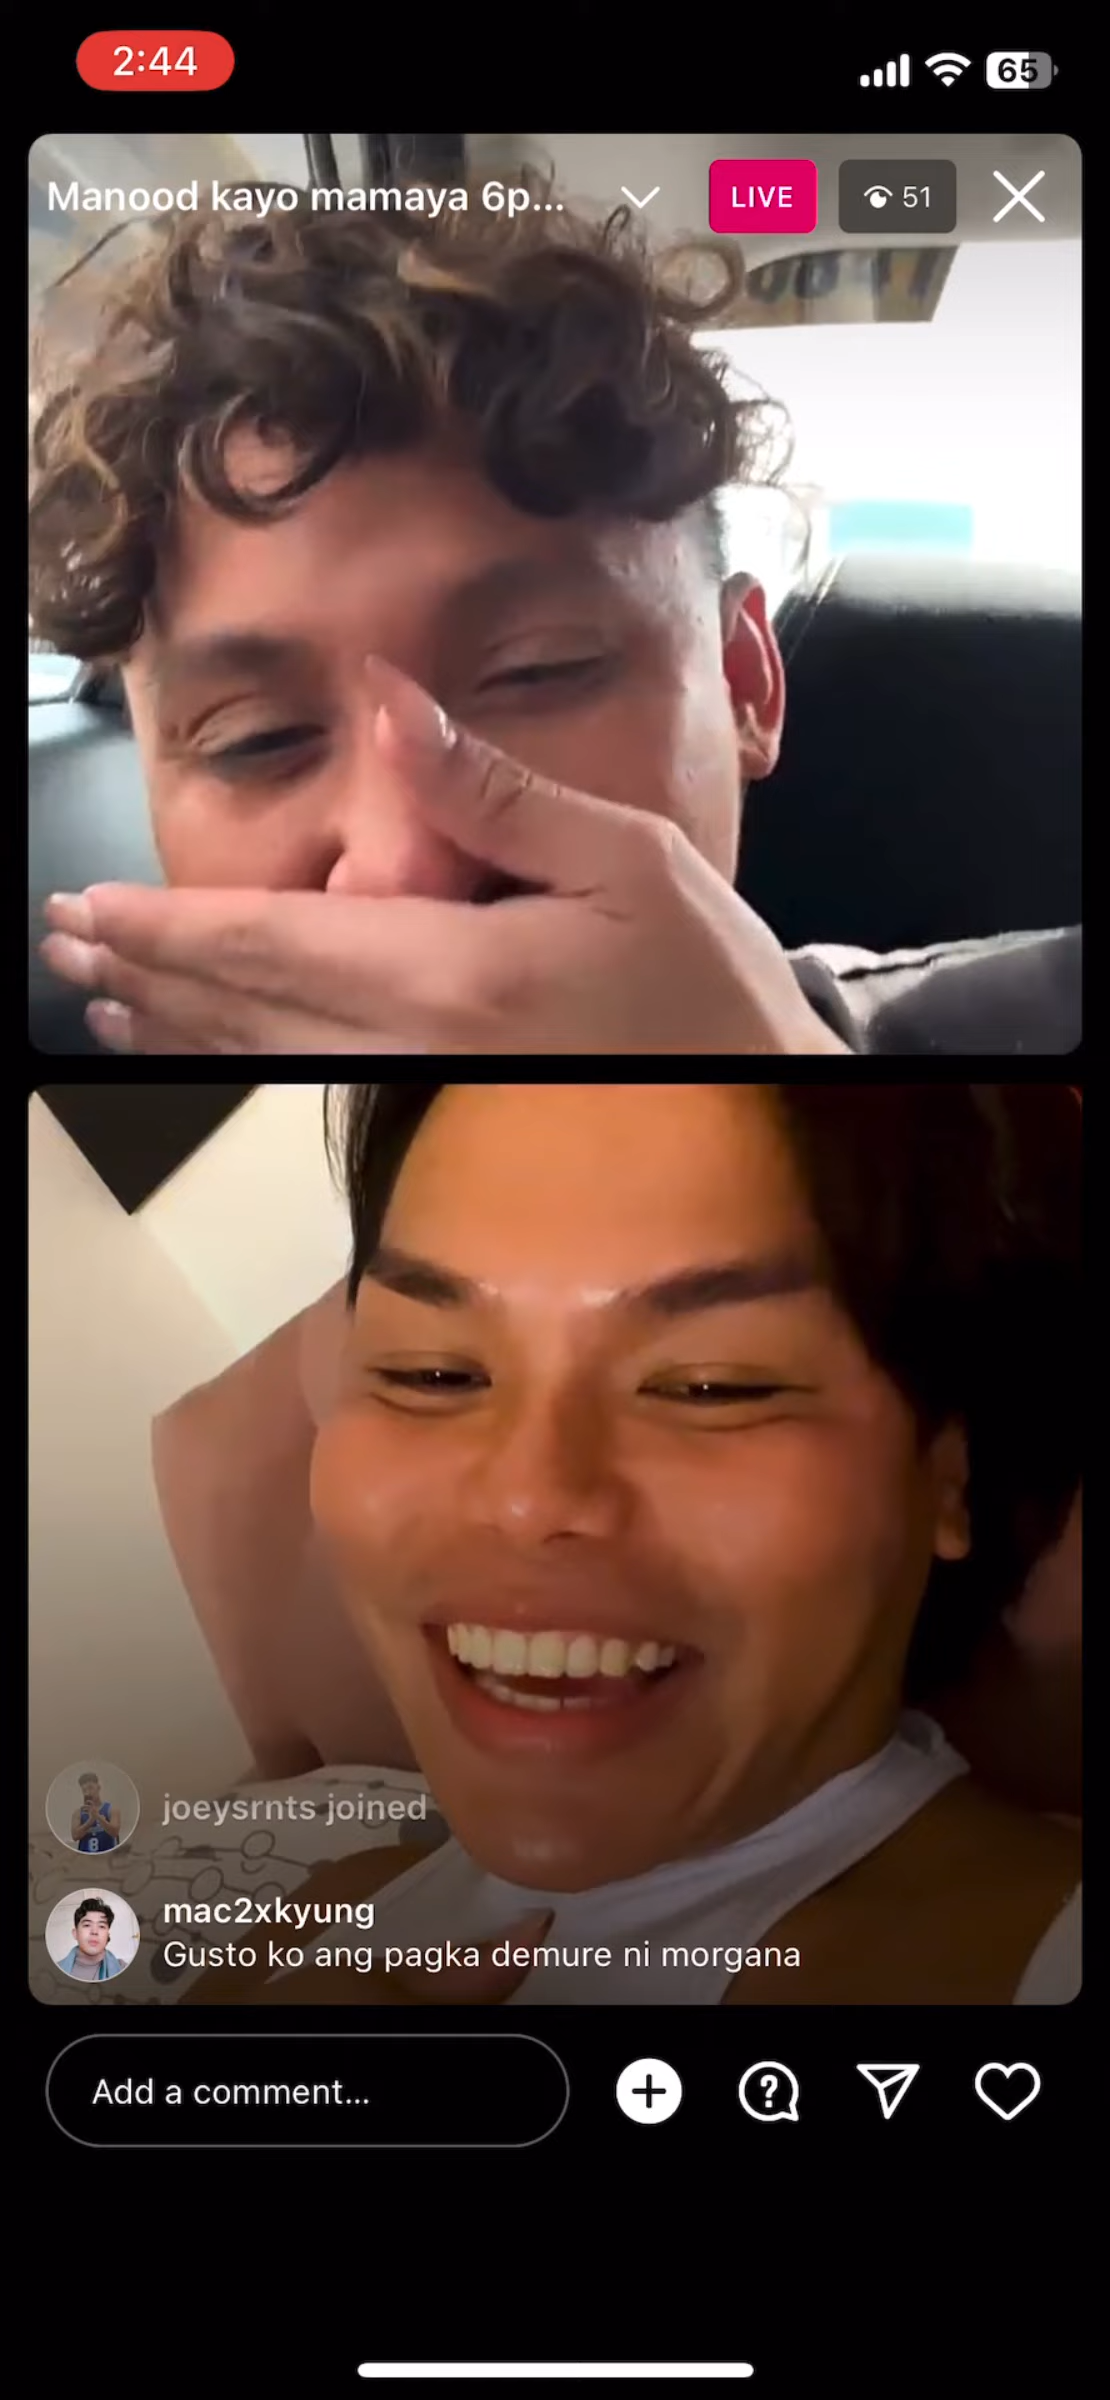 2:44
65
Manood kayo mamaya 6p...
LIVE
51
joeysrnts joined
8
mac2xkyung
Gusto ko ang pagka demure ni morgana
Add a comment...